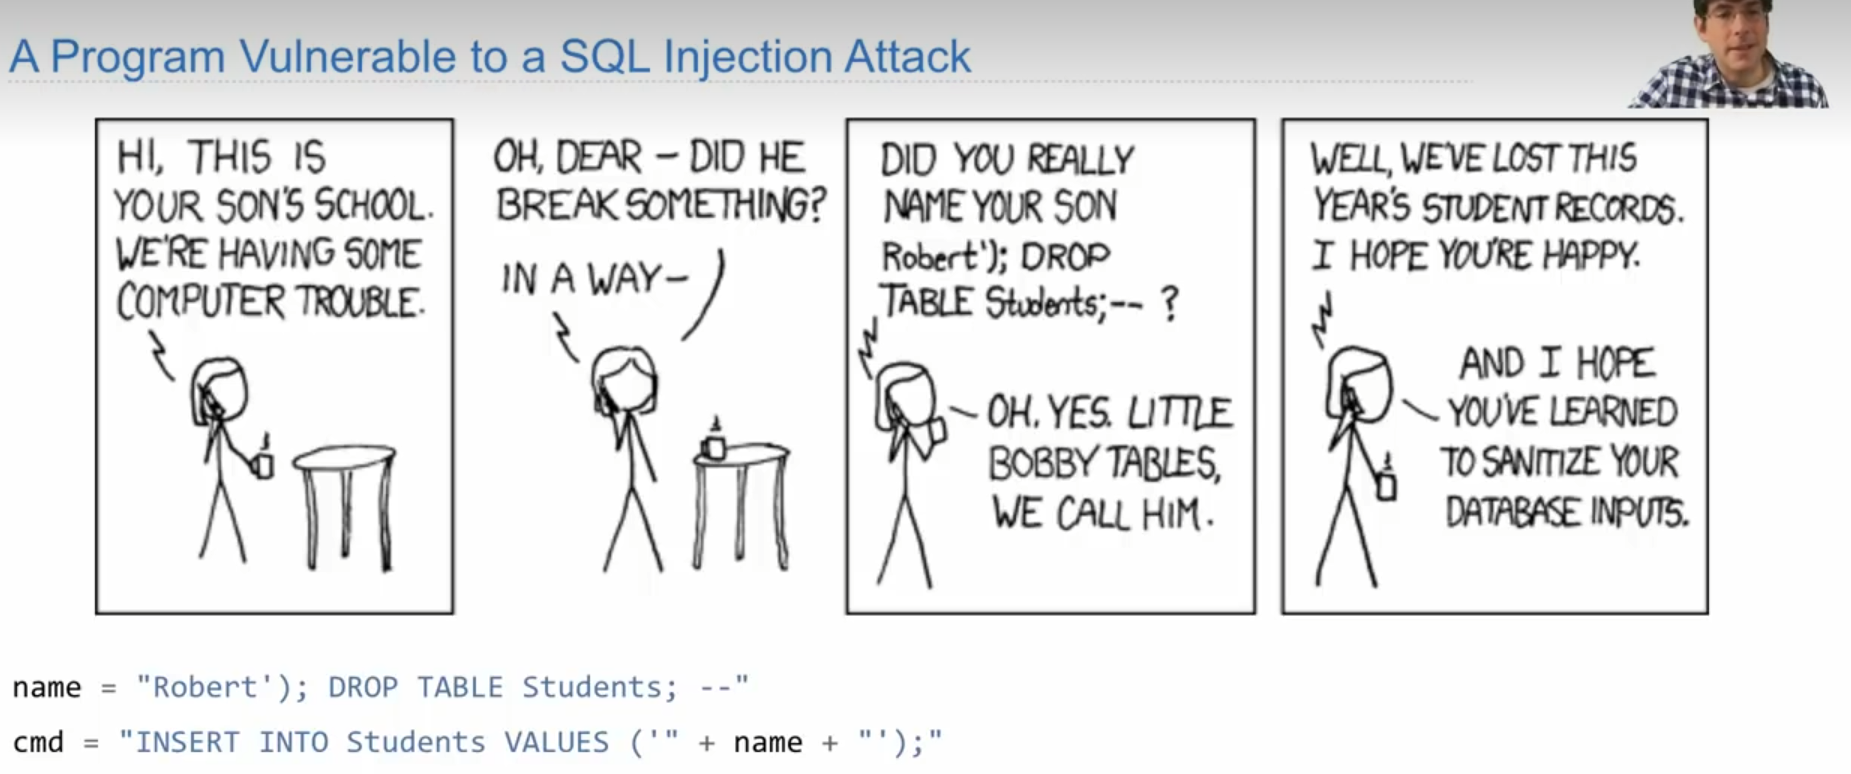 A Program Vulnerable to a SQL Injection Attack
HI, THIS IS
YOUR SON'S SCHOOL.
WE'RE HAVING SOME
COMPUTER TROUBLE.
OH, DEAR – DID HE
BREAK SOMETHING?
IN A WAY–
DID YOU REALLY
NAME YOUR SON
Robert'); DROP
TABLE Students;-- ?
OH, YES. LITTLE
BOBBY TABLES,
WE CALL HIM.
WELL, WE'VE LOST THIS
YEAR'S STUDENT RECORDS.
I HOPE YOU'RE HAPPY.
AND I HOPE
YOU'VE LEARNED
TO SANITIZE YOUR
DATABASE INPUTS.
name = "Robert'); DROP TABLE Students; --"
cmd = "INSERT INTO Students VALUES ('" + name + "');"